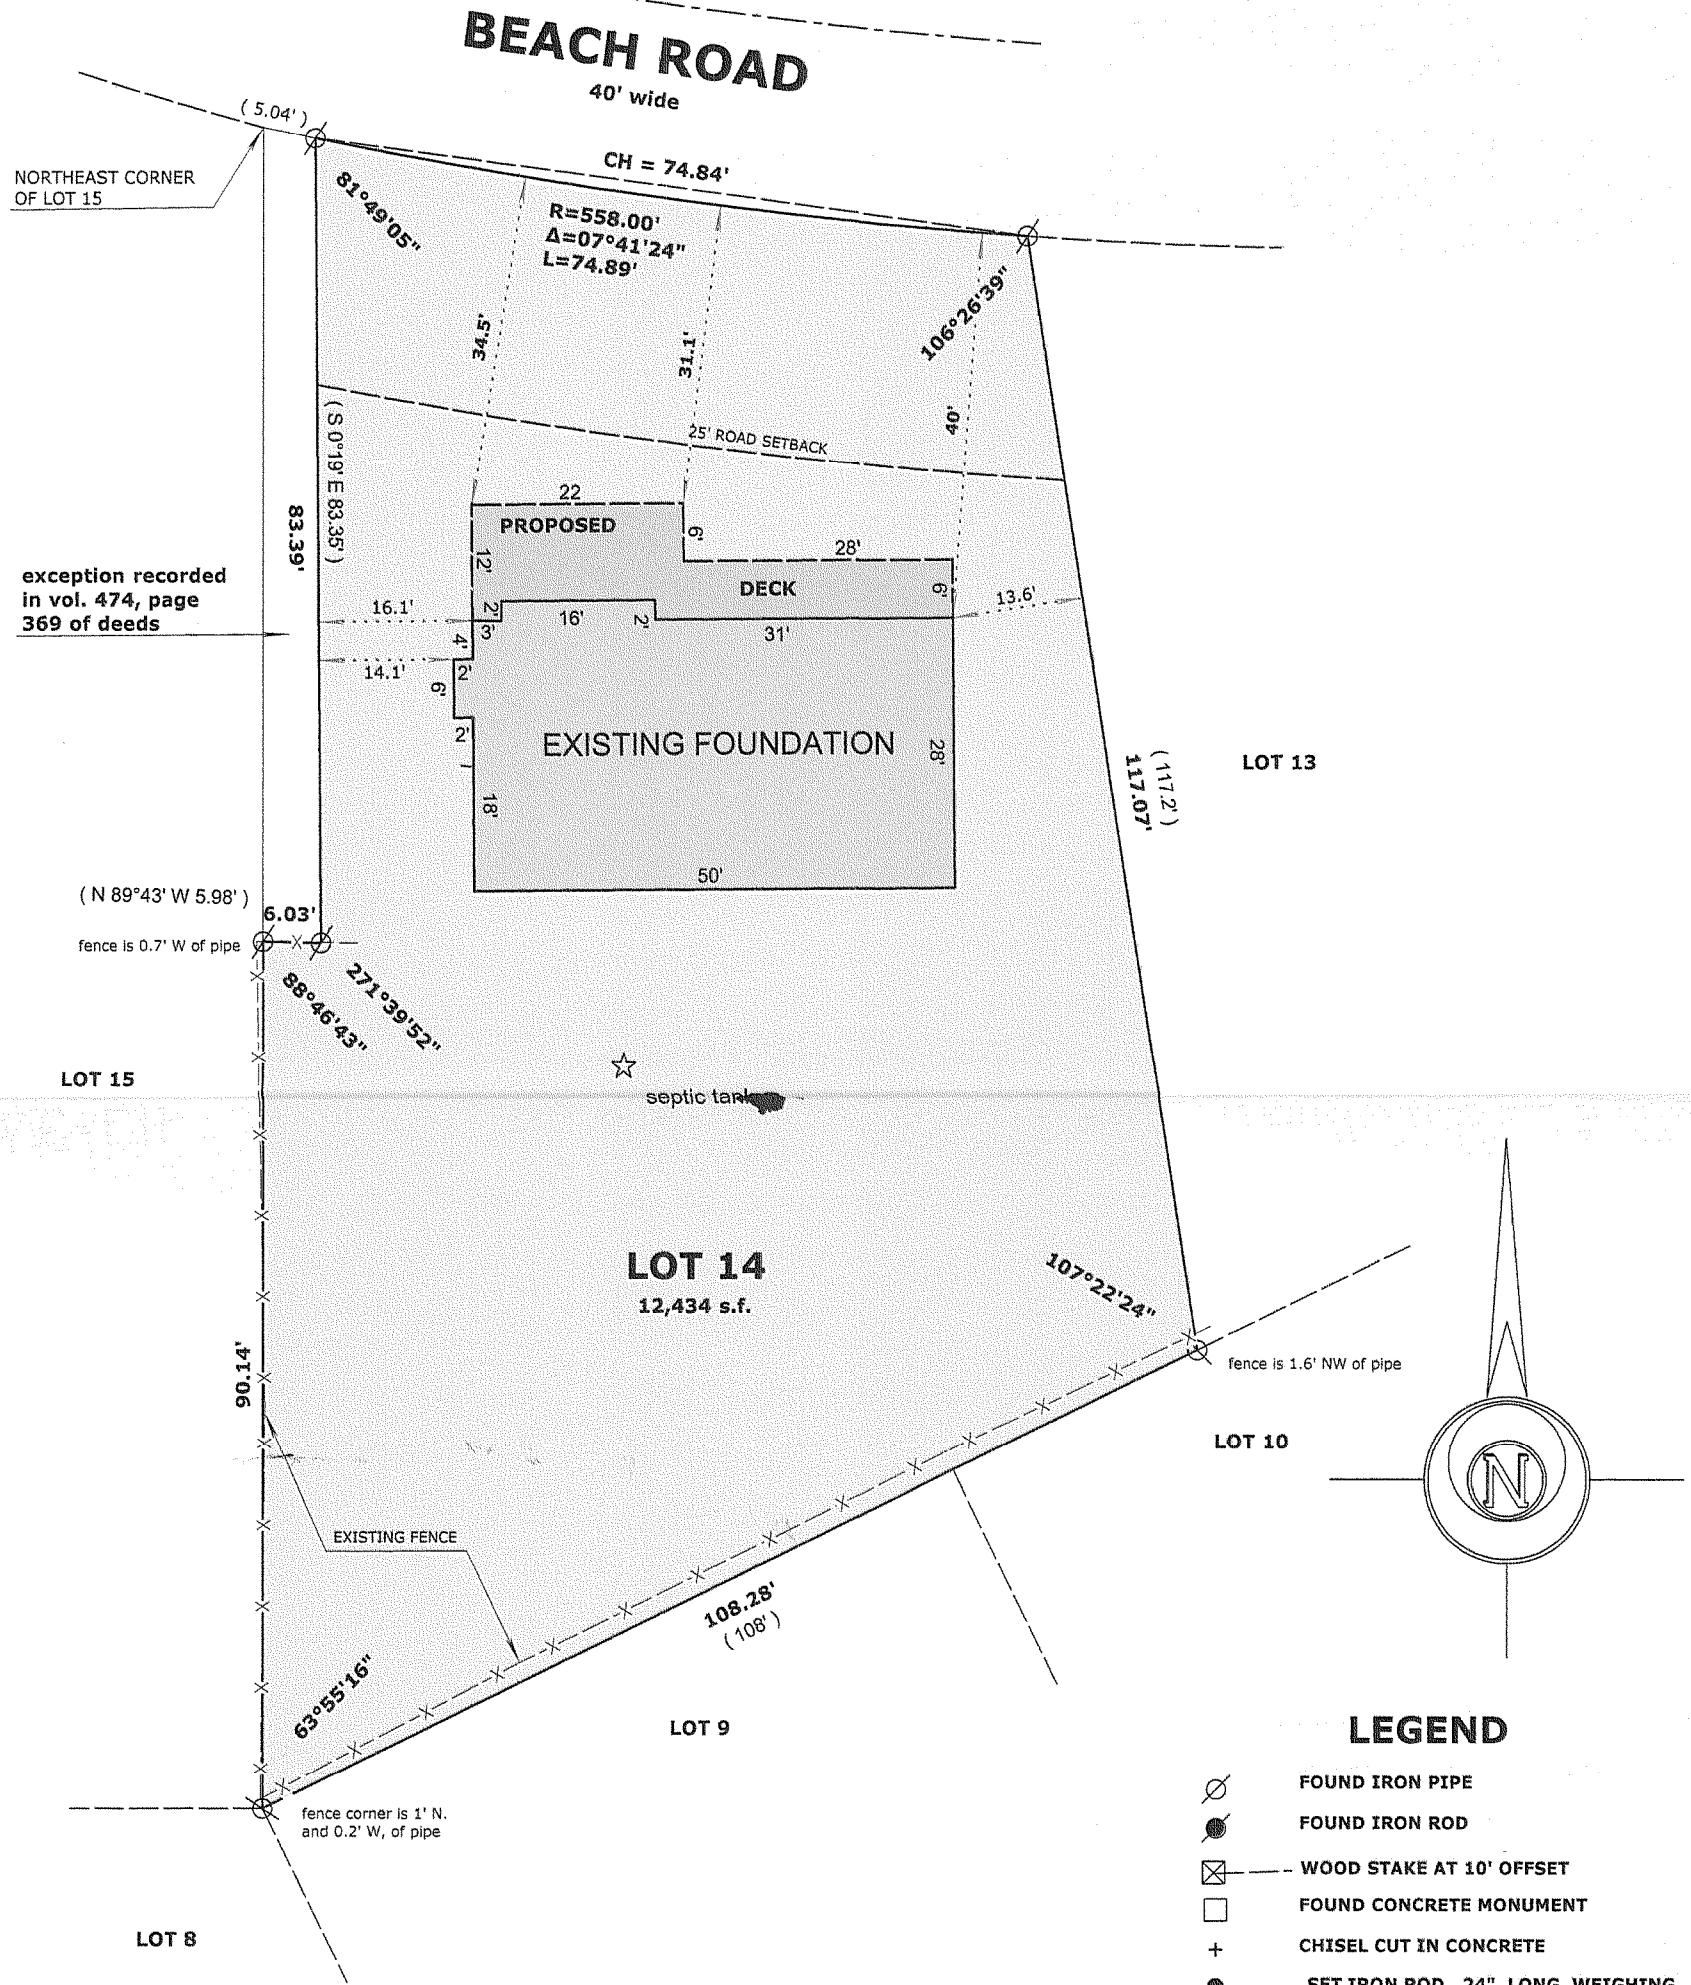 BEACH ROAD
40' wide
( 5.04' )
NORTHEAST CORNER
OF LOT 15
CH = 74.84'
81°49'05"
R=558.00'
Δ=07°41'24"
L=74.89'
106°26'39"
34.5'
31.1'
40'
25' ROAD SETBACK
( S 0°19' E 83.35' )
83.39'
exception recorded
in vol. 474, page
369 of deeds
22
PROPOSED
6'
12'
28'
DECK
6'
13.6'
16.1'
2'
3'
16'
2'
31'
4'
14.1'
2'
6'
2'
EXISTING FOUNDATION
28'
18'
50'
( 117.2' )
117.07'
LOT 13
( N 89°43' W 5.98' )
6.03'
fence is 0.7' W of pipe
88°46'43"
271°39'52"
LOT 15
septic tank
LOT 14
12,434 s.f.
107°22'24"
90.14'
fence is 1.6' NW of pipe
LOT 10
N
EXISTING FENCE
108.28'
( 108' )
63°55'16"
LOT 9
fence corner is 1' N.
and 0.2' W, of pipe
LOT 8
LEGEND
FOUND IRON PIPE
FOUND IRON ROD
WOOD STAKE AT 10' OFFSET
FOUND CONCRETE MONUMENT
CHISEL CUT IN CONCRETE
SET IRON ROD, 24" LONG, WEIGHING